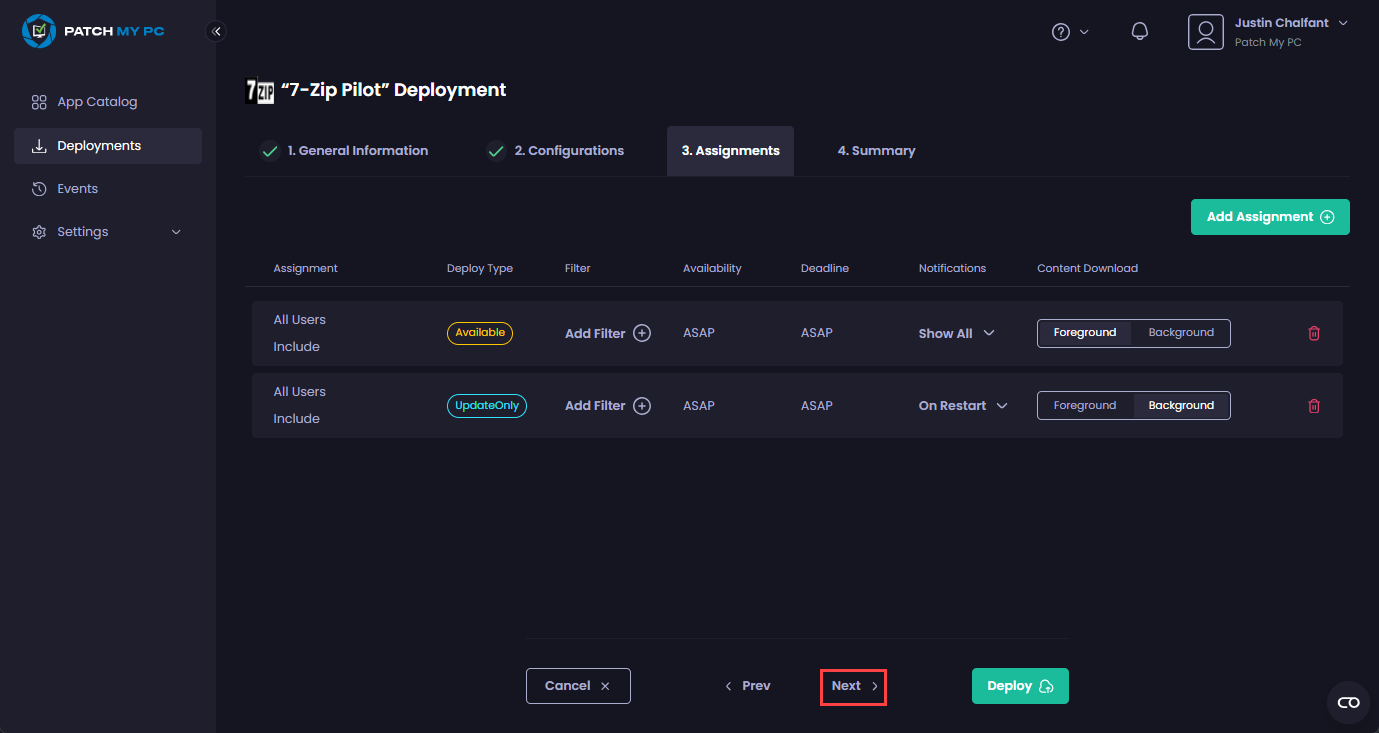 PATCH MY PC
Justin Chalfant
Patch My PC
App Catalog
Deployments
Events
Settings
7ZIP “7-Zip Pilot” Deployment
1. General Information 2. Configurations 3. Assignments 4. Summary
Add Assignment
Assignment Deploy Type Filter Availability Deadline Notifications Content Download
All Users
Include
Available Add Filter ASAP ASAP Show All Foreground Background
All Users
Include
UpdateOnly Add Filter ASAP ASAP On Restart Foreground Background
Cancel Prev Next Deploy